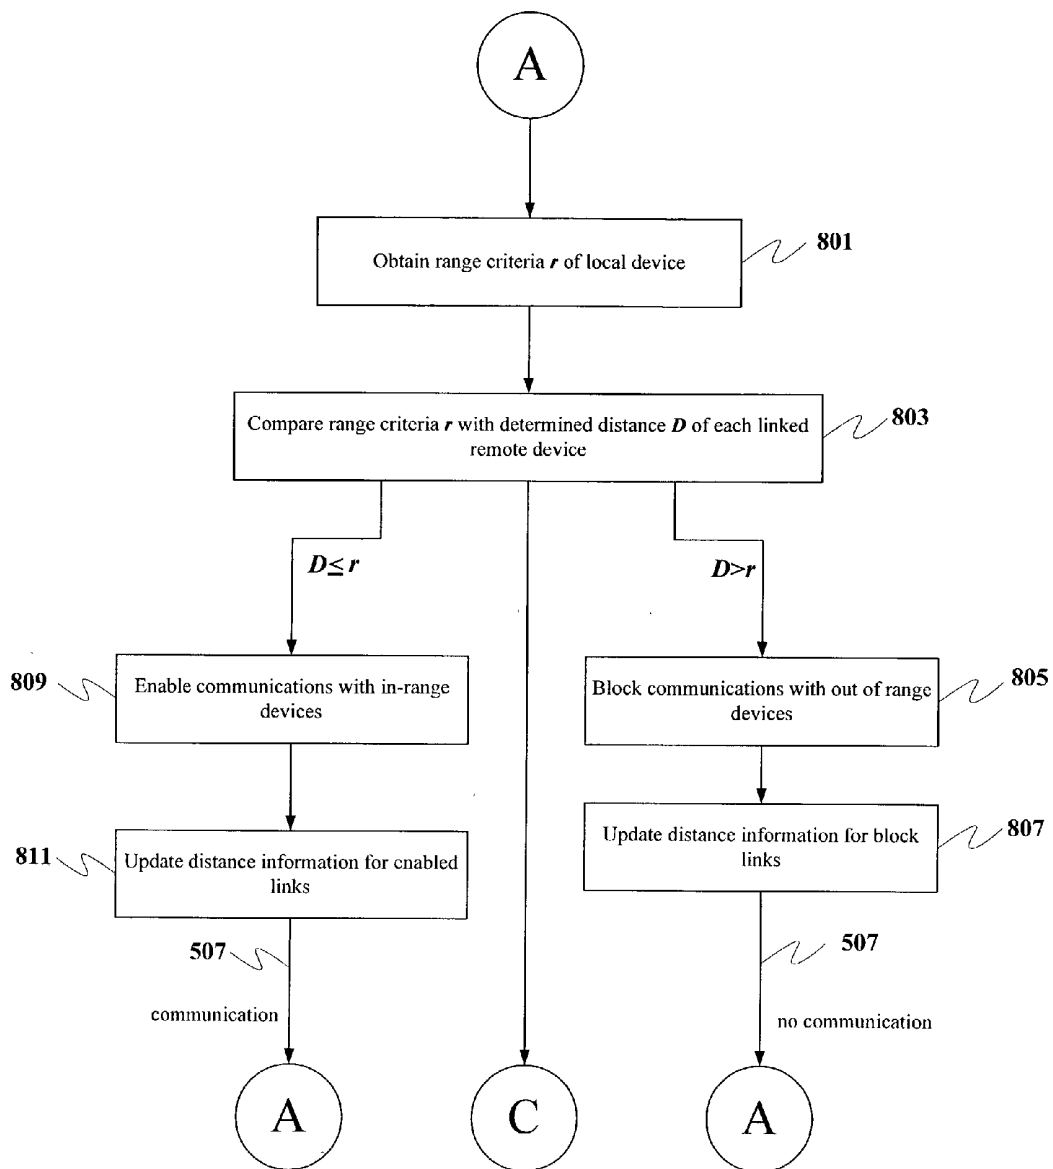 A
Obtain range criteria r of local device
801
Compare range criteria r with determined distance D of each linked
remote device
803
D≤ r
D>r
809
Enable communications with in-range
devices
Block communications with out of range
devices
805
811
Update distance information for enabled
links
Update distance information for block
links
807
507
507
communication
no communication
A
C
A